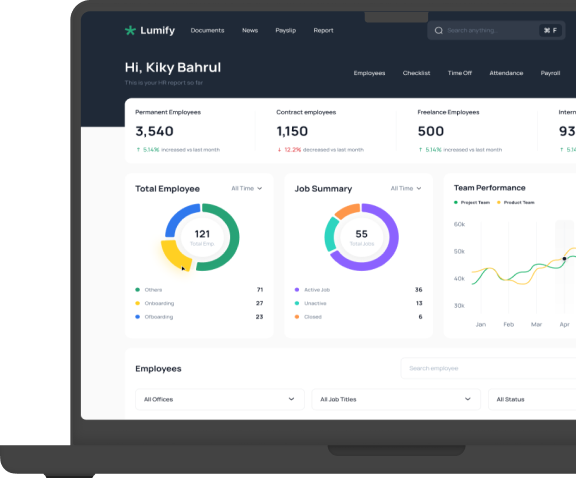 Lumify Documents News Payslip Report Search anything... ⌘ F
Hi, Kiky Bahrul
This is your HR report so far
Employees Checklist Time Off Attendance Payroll
Permanent Employees Contract employees Freelance Employees Intern
3,540 1,150 500 93
↑ 5.14% increased vs last month ↓ 12.2% decreased vs last month ↑ 5.14% increased vs last month ↑ 5.14
Total Employee All Time Job Summary All Time Team Performance
Project Team Product Team
121
Total Emp.
55
Total Jobs
60k
50k
40k
30k
Jan Feb Mar Apr
Others 71
Onboarding 27
Offboarding 23
Active Job 36
Unactive 13
Closed 6
Employees Search employee
All Offices All Job Titles All Status